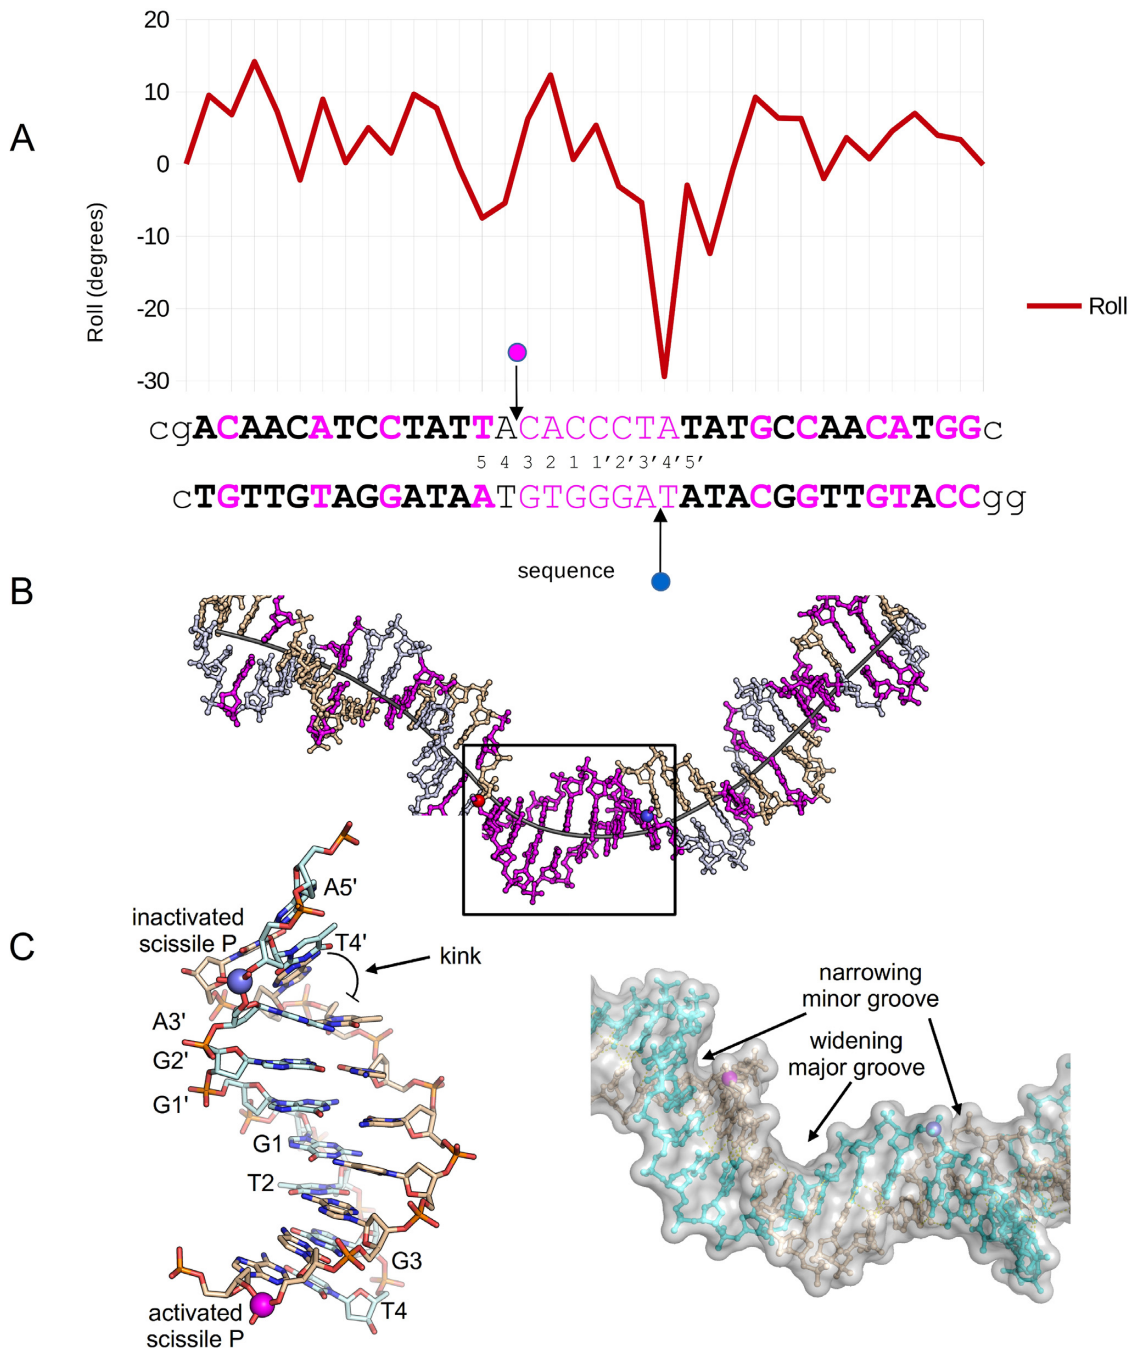 A
20
10
0
-10
-20
-30
Roll (degrees)
Roll
cgACAACATCCTATTACACCCTATATGCCAACATGGc
5 4 3 2 1 1'2'3'4'5'
cTGTTGTAGGATAATGTGGGATATACGGTTGTACCgg
sequence
B
C
A5'
inactivated
scissile P
T4'
kink
A3'
G2'
G1'
G1
T2
G3
T4
activated
scissile P
narrowing
minor groove
widening
major groove